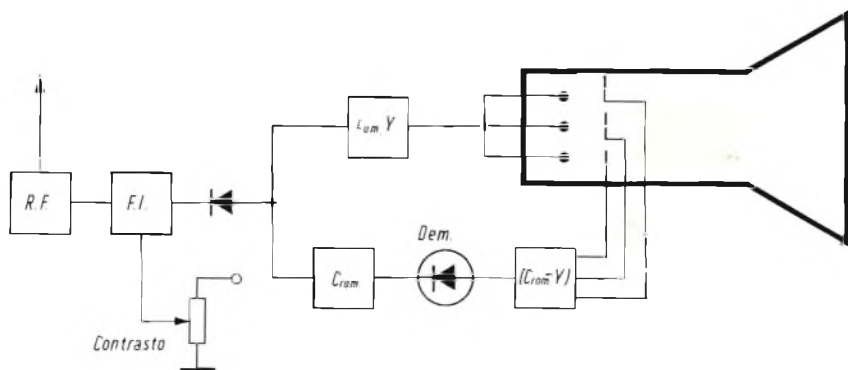 Lum. Y
R.F.
F.I.
Dem.
Crom
(Crom-Y)
Contrasto